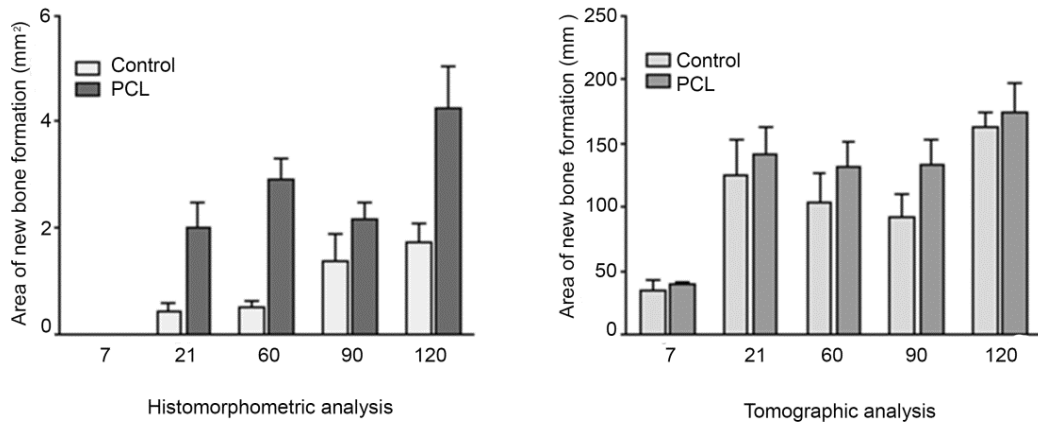 Area of new bone formation (mm²)
6
4
2
0
Control
PCL
7 21 60 90 120
Histomorphometric analysis
Area of new bone formation (mm )
250
200
150
100
50
0
Control
PCL
7 21 60 90 120
Tomographic analysis